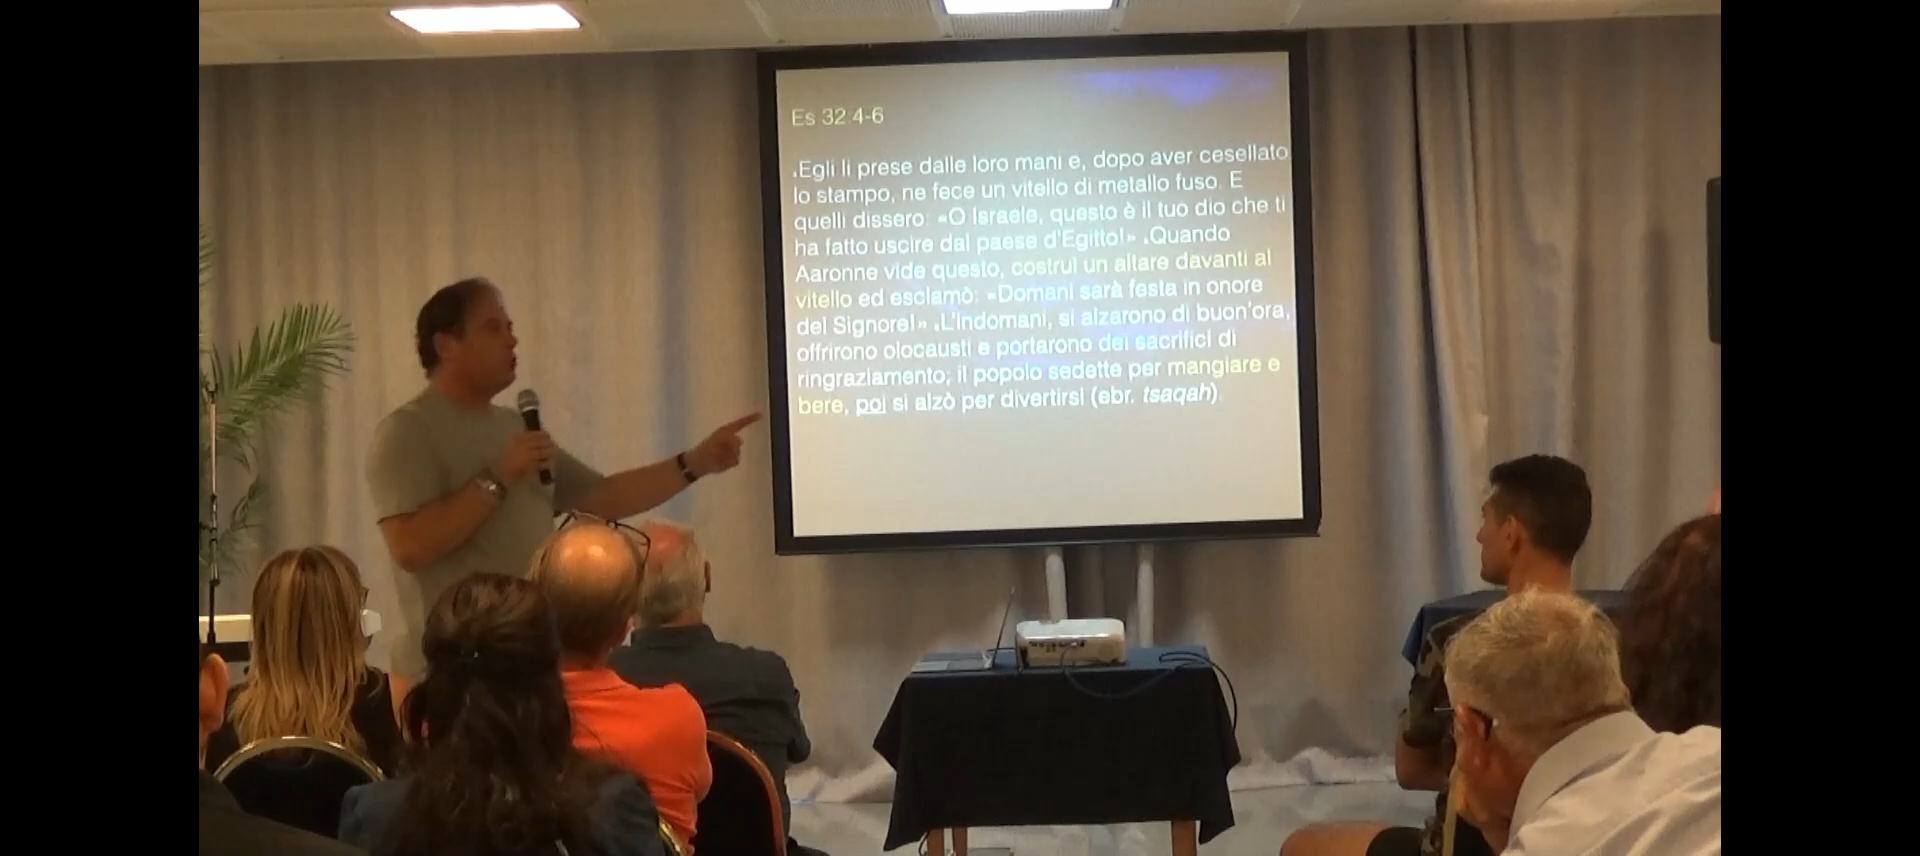 Es 32:4-6
.Egli li prese dalle loro mani e, dopo aver cesellato
lo stampo, ne fece un vitello di metallo fuso. E
quelli dissero: «O Israele, questo è il tuo dio che ti
ha fatto uscire dal paese d'Egitto!» .Quando
Aaronne vide questo, costruì un altare davanti al
vitello ed esclamò: «Domani sarà festa in onore
del Signore!» .L'indomani, si alzarono di buon'ora,
offrirono olocausti e portarono dei sacrifici di
ringraziamento; il popolo sedette per mangiare e
bere, poi si alzò per divertirsi (ebr. tsaqah).